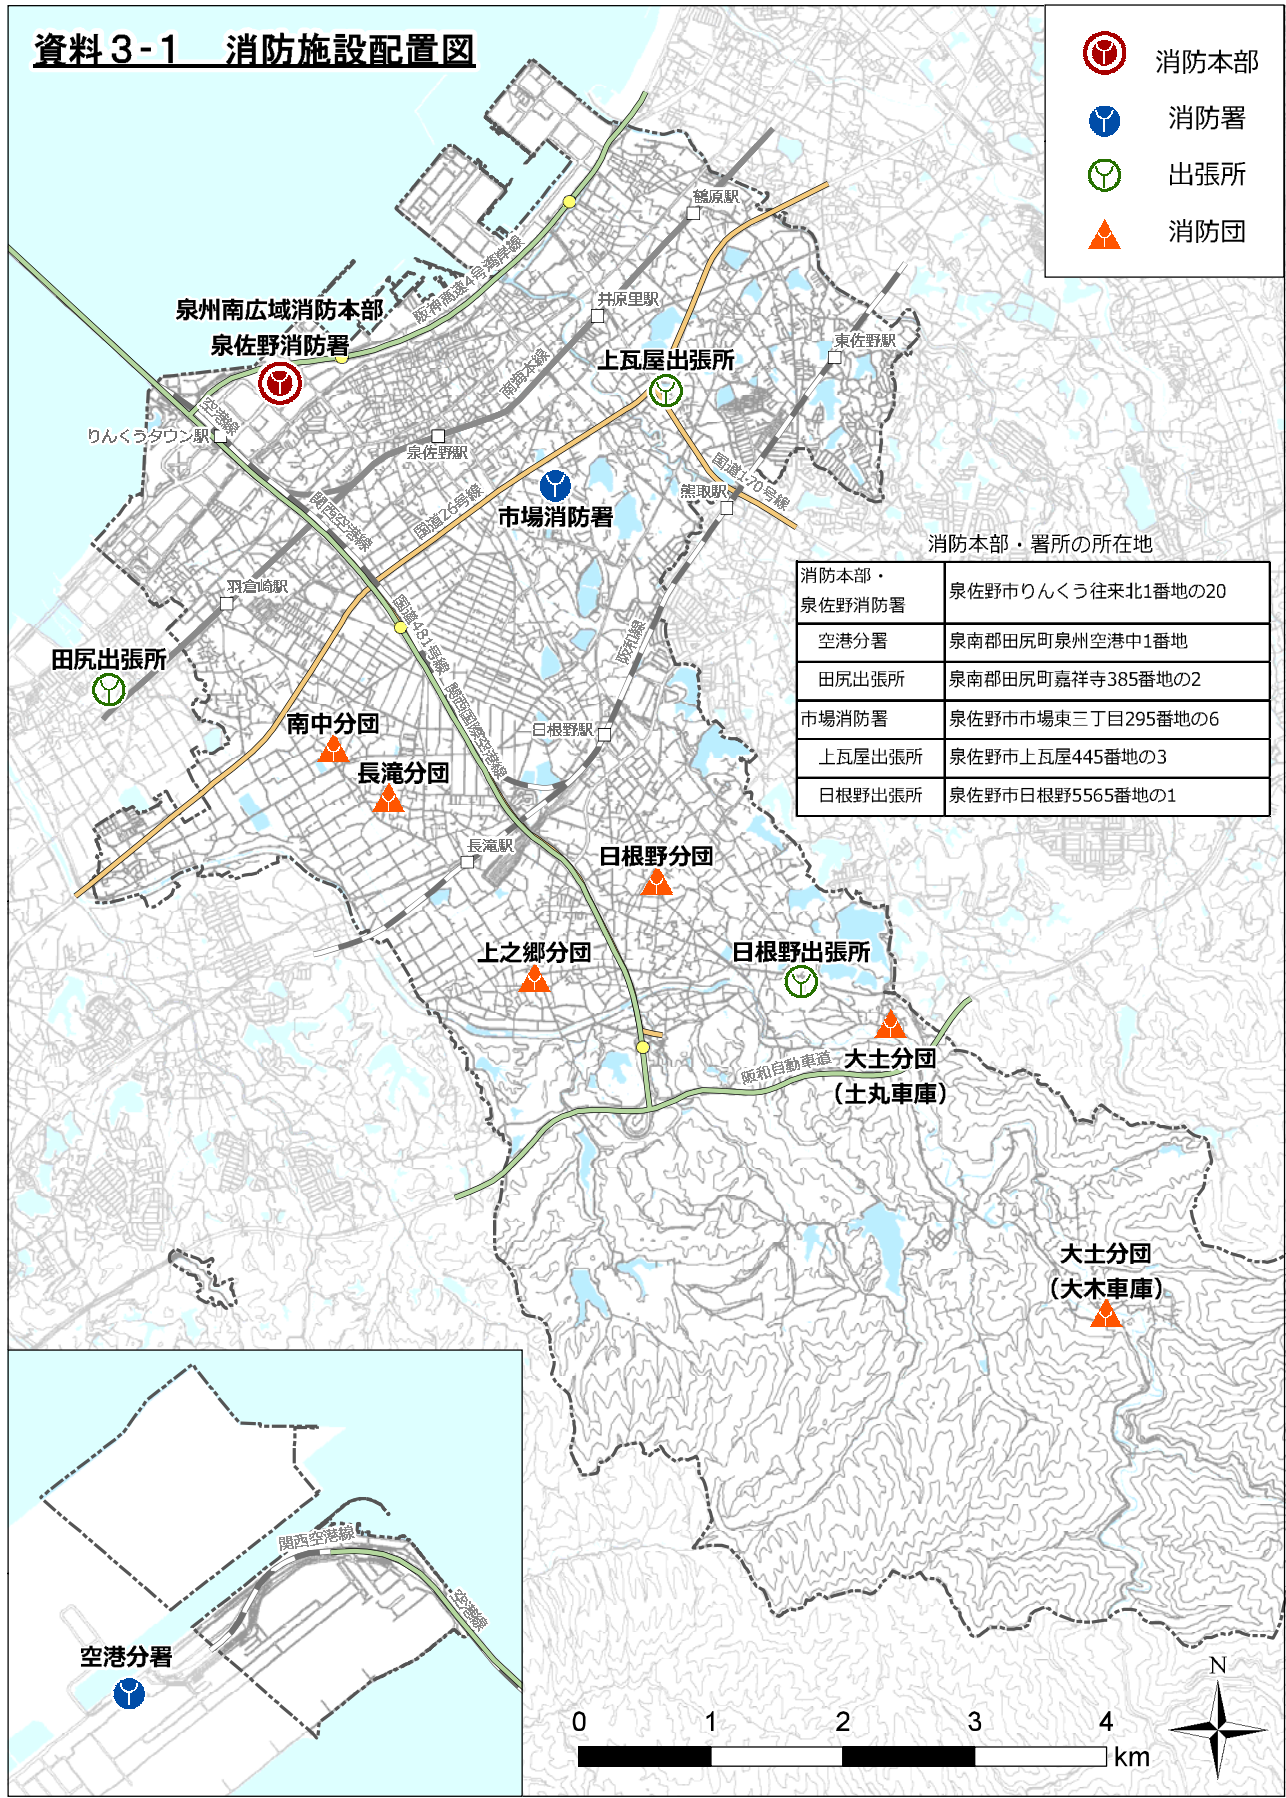 資料3-1　消防施設配置図
消防本部
消防署
出張所
消防団
鶴原駅
阪神高速4号湾岸線
井原里駅
泉州南広域消防本部
泉佐野消防署
東佐野駅
上瓦屋出張所
南海本線
空港線
りんくうタウン駅
泉佐野駅
国道170号線
熊取駅
国道26号線
関西空港線
市場消防署
消防本部・署所の所在地
消防本部・
泉佐野消防署
泉佐野市りんくう往来北1番地の20
空港分署
泉南郡田尻町泉州空港中1番地
田尻出張所
泉南郡田尻町嘉祥寺385番地の2
市場消防署
泉佐野市市場東三丁目295番地の6
上瓦屋出張所
泉佐野市上瓦屋445番地の3
日根野出張所
泉佐野市日根野5565番地の1
羽倉崎駅
国道481号線
阪和線
田尻出張所
関西国際空港線
南中分団
日根野駅
長滝分団
長滝駅
日根野分団
上之郷分団
日根野出張所
阪和自動車道
大土分団
（土丸車庫）
大土分団
（大木車庫）
関西空港線
空港線
空港分署
N
0
1
2
3
4
km